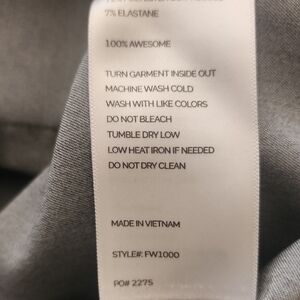 7% ELASTANE
100% AWESOME
TURN GARMENT INSIDE OUT
MACHINE WASH COLD
WASH WITH LIKE COLORS
DO NOT BLEACH
TUMBLE DRY LOW
LOW HEAT IRON IF NEEDED
DO NOT DRY CLEAN
MADE IN VIETNAM
STYLE#: FW1000
PO# 2275